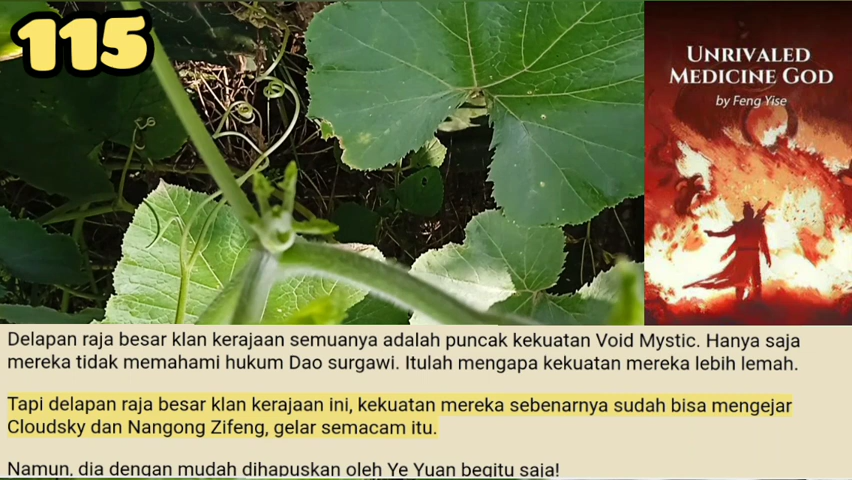 115
UNRIVALED
MEDICINE GOD
by Feng Yise
Delapan raja besar klan kerajaan semuanya adalah puncak kekuatan Void Mystic. Hanya saja
mereka tidak memahami hukum Dao surgawi. Itulah mengapa kekuatan mereka lebih lemah.
Tapi delapan raja besar klan kerajaan ini, kekuatan mereka sebenarnya sudah bisa mengejar
Cloudsky dan Nangong Zifeng, gelar semacam itu.
Namun, dia dengan mudah dihapuskan oleh Ye Yuan begitu saja!